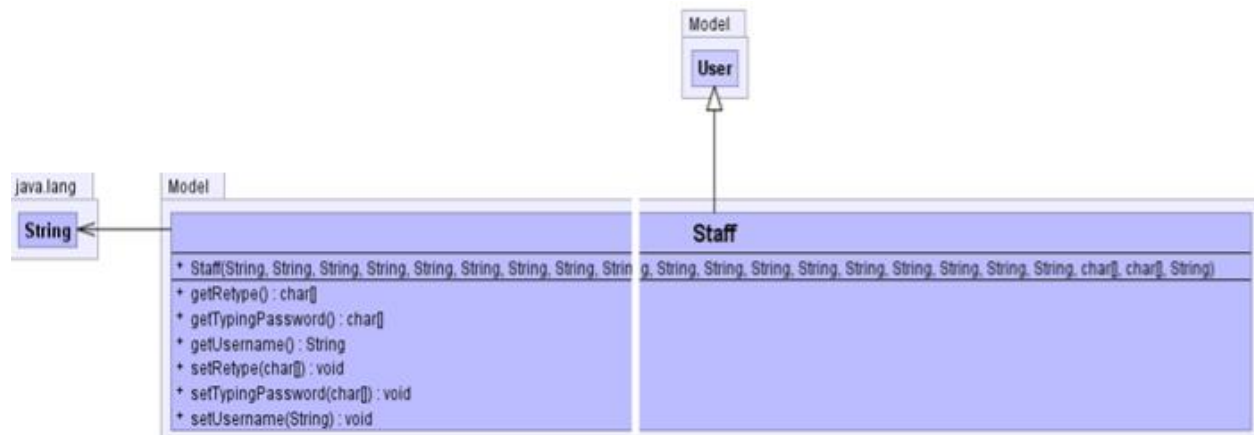 Model
User
java.lang
Model
String
Staff
+ Staff(String, String, String, String, String, String, String, String, String, String, String, String, String, String, String, String, String, String, char[], char[], String)
+ getRetype() : char[]
+ getTypingPassword() : char[]
+ getUsername() : String
+ setRetype(char[]) : void
+ setTypingPassword(char[]) : void
+ setUsername(String) : void